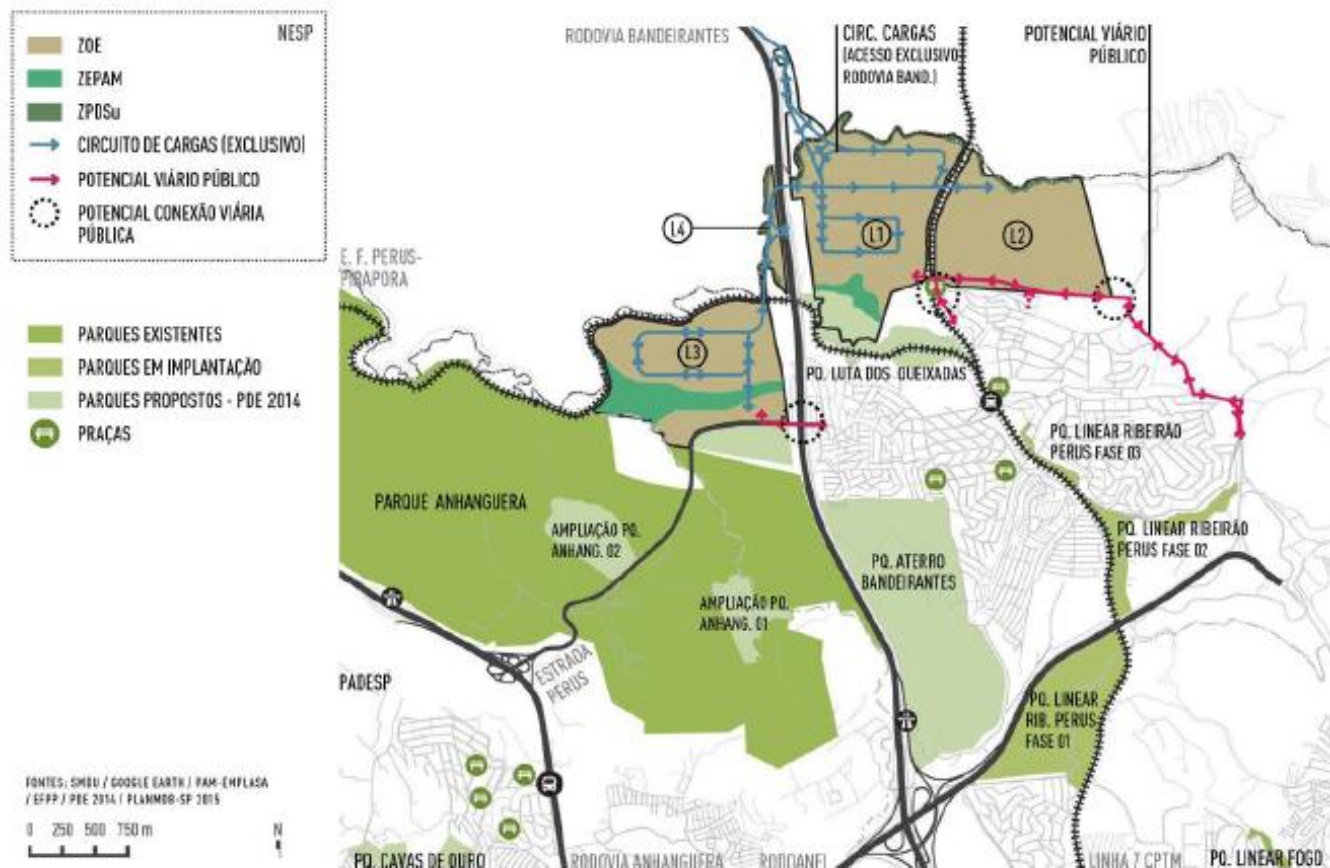 NESP
ZOE
ZEPAM
ZPDSu
CIRCUITO DE CARGAS (EXCLUSIVO)
POTENCIAL VIÁRIO PÚBLICO
POTENCIAL CONEXÃO VIÁRIA
PÚBLICA
PARQUES EXISTENTES
PARQUES EM IMPLANTAÇÃO
PARQUES PROPOSTOS - PDE 2014
PRAÇAS
RODOVIA BANDEIRANTES
CIRC. CARGAS
(ACESSO EXCLUSIVO
RODOVIA BAND.)
POTENCIAL VIÁRIO
PÚBLICO
L4
L1
L2
E. F. PERUS-
PIRAPORA
L3
PQ. LUTA DOS QUEIXADAS
PQ. LINEAR RIBEIRÃO
PERUS FASE 03
PARQUE ANHANGUERA
AMPLIAÇÃO PQ.
ANHANG. 02
PQ. LINEAR RIBEIRÃO
PERUS FASE 02
PQ. ATERRO
BANDEIRANTES
AMPLIAÇÃO PQ.
ANHANG. 01
ESTRADA
PERUS
PADESP
PQ. LINEAR
RIB. PERUS
FASE 01
FONTES: SMDU / GOOGLE EARTH / PAM-EMPLASA
/ EFPP / PDE 2014 / PLANMOB-SP 2015
0 250 500 750 m
N
PQ. CAVAS DE OURO
RODOVIA ANHANGUERA
RODOANEL
LINHA 7 CPTM
PQ. LINEAR FOGO